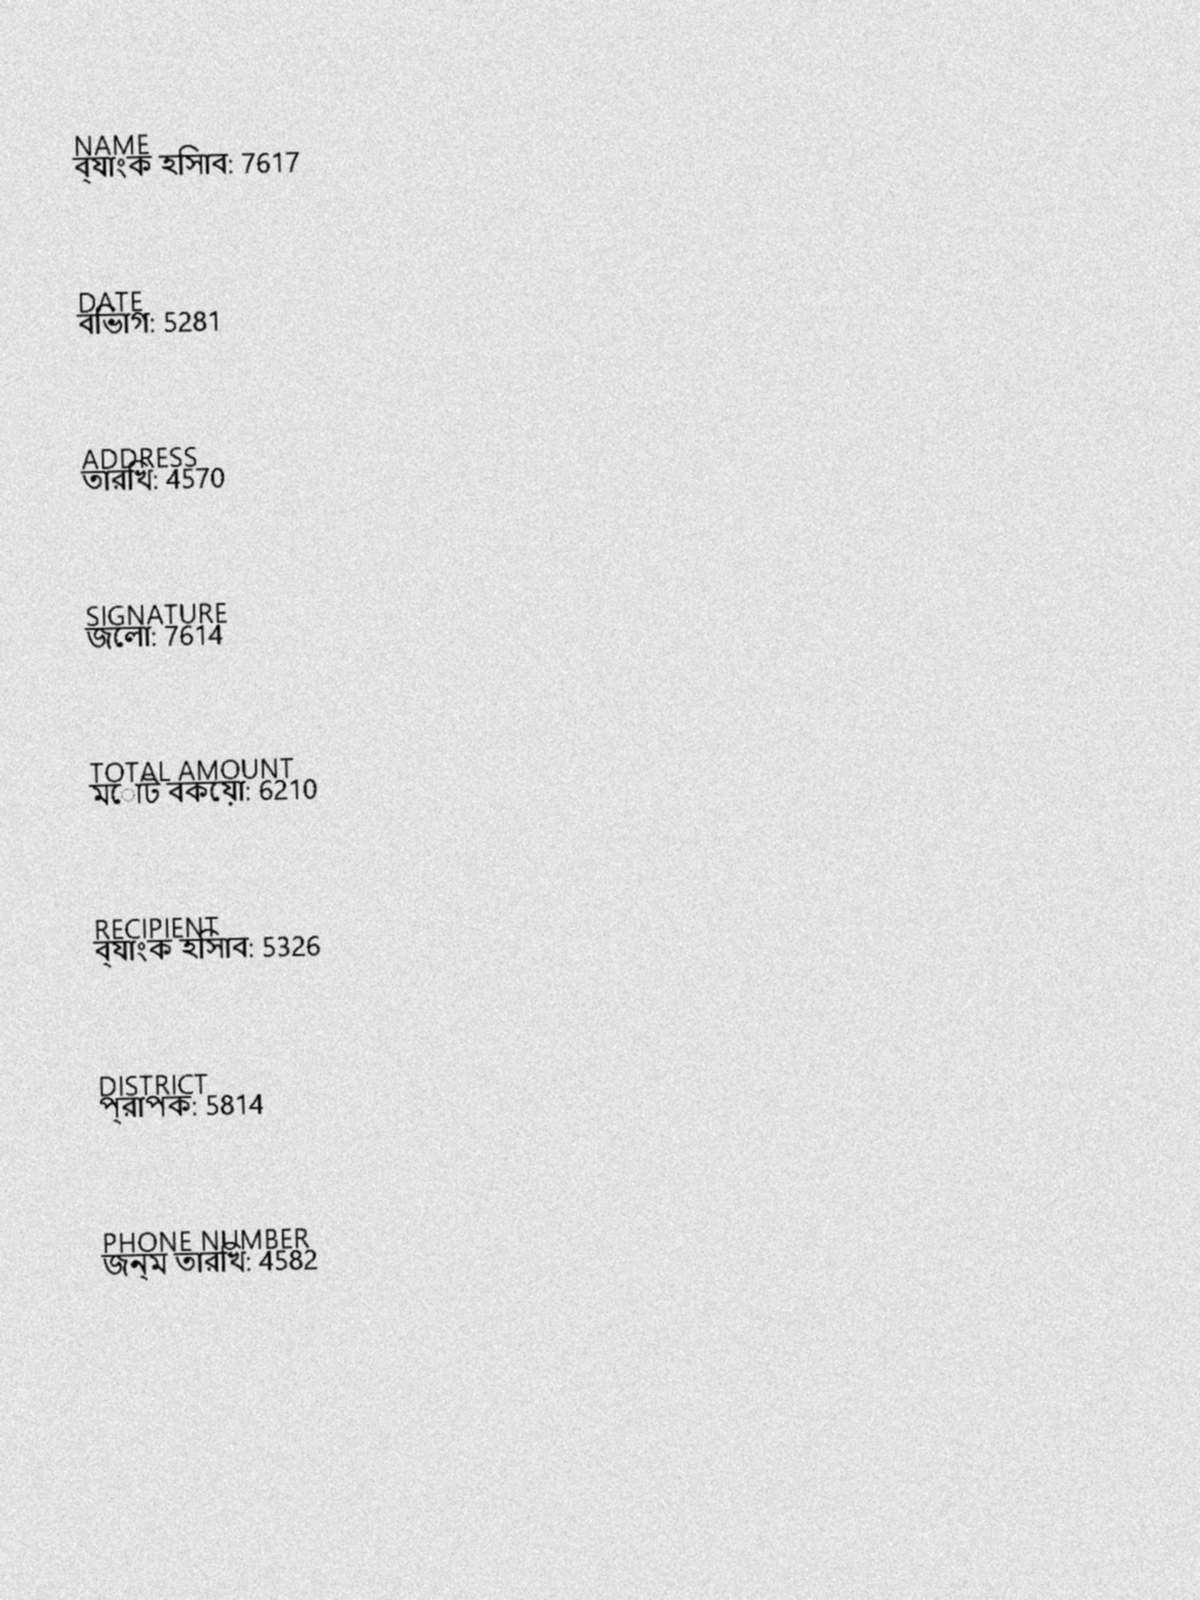 NAME
ব্যাংক হিসাব: 7617
DATE
বিভাগ: 5281
ADDRESS
তারিখ: 4570
SIGNATURE
জেলা: 7614
TOTAL AMOUNT
মোট বকেয়া: 6210
RECIPIENT
ব্যাংক হিসাব: 5326
DISTRICT
প্রাপক: 5814
PHONE NUMBER
জন্ম তারিখ: 4582